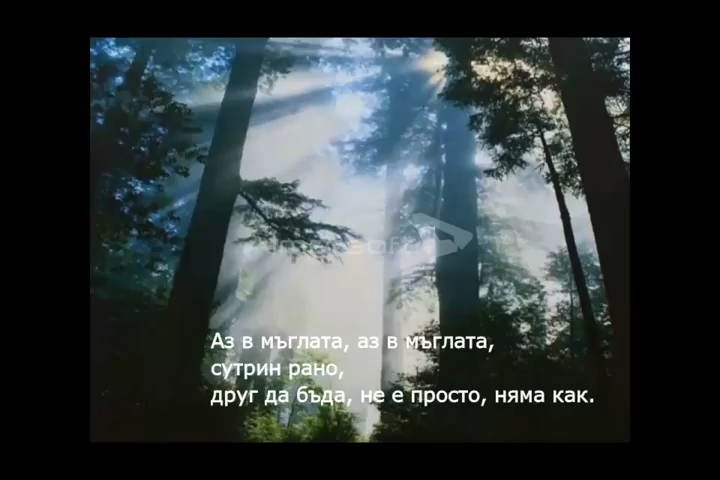 Аз в мъглата, аз в мъглата,
сутрин рано,
друг да бъда, не е просто, няма как.